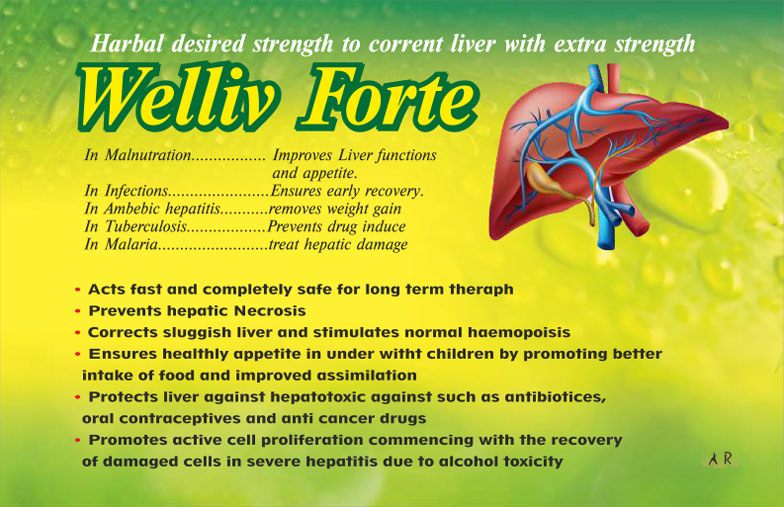 Harbal desired strength to corrent liver with extra strength
Welliv Forte
In Malnutration................. Improves Liver functions
and appetite.
In Infections.......................Ensures early recovery.
In Ambebic hepatitis...........removes weight gain
In Tuberculosis..................Prevents drug induce
In Malaria.........................treat hepatic damage
• Acts fast and completely safe for long term theraph
• Prevents hepatic Necrosis
• Corrects sluggish liver and stimulates normal haemopoisis
• Ensures healthly appetite in under witht children by promoting better
intake of food and improved assimilation
• Protects liver against hepatotoxic against such as antibiotices,
oral contraceptives and anti cancer drugs
• Promotes active cell proliferation commencing with the recovery
of damaged cells in severe hepatitis due to alcohol toxicity
A R